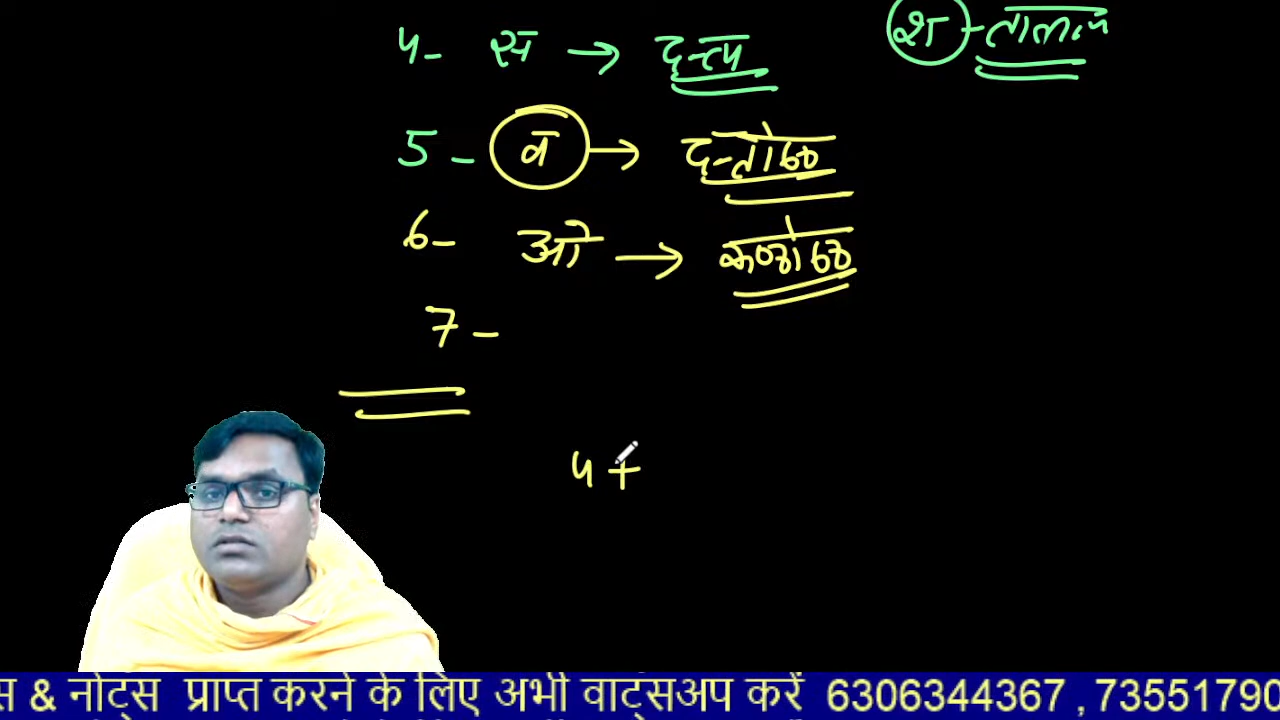 4- स → दन्त्य
श - तालव्य
5 - व → दन्तोष्ठ
6- ओ → कण्ठोष्ठ
7 -
4 +
स & नोट्स प्राप्त करने के लिए अभी वाट्सअप करें 6306344367 , 73551790